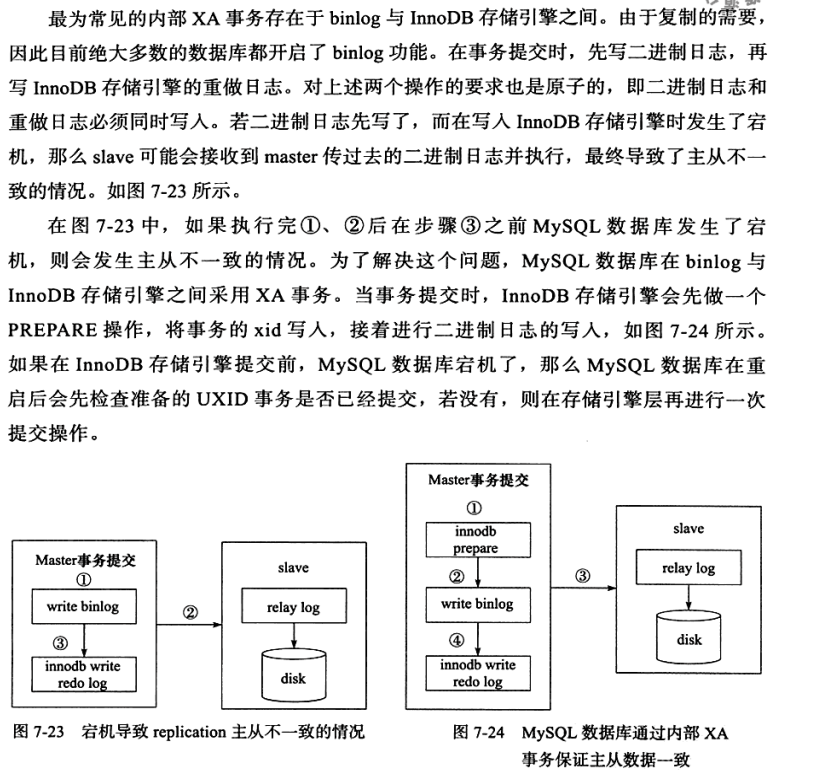 最为常见的内部 XA 事务存在于 binlog 与 InnoDB 存储引擎之间。由于复制的需要，
因此目前绝大多数的数据库都开启了 binlog 功能。在事务提交时，先写二进制日志，再
写 InnoDB 存储引擎的重做日志。对上述两个操作的要求也是原子的，即二进制日志和
重做日志必须同时写入。若二进制日志先写了，而在写入 InnoDB 存储引擎时发生了宕
机，那么 slave 可能会接收到 master 传过去的二进制日志并执行，最终导致了主从不一
致的情况。如图 7-23 所示。
在图 7-23 中，如果执行完①、②后在步骤③之前 MySQL 数据库发生了宕
机，则会发生主从不一致的情况。为了解决这个问题，MySQL 数据库在 binlog 与
InnoDB 存储引擎之间采用 XA 事务。当事务提交时，InnoDB 存储引擎会先做一个
PREPARE 操作，将事务的 xid 写入，接着进行二进制日志的写入，如图 7-24 所示。
如果在 InnoDB 存储引擎提交前，MySQL 数据库宕机了，那么 MySQL 数据库在重
启后会先检查准备的 UXID 事务是否已经提交，若没有，则在存储引擎层再进行一次
提交操作。
Master事务提交
①
write binlog
③
innodb write
redo log
②
slave
relay log
disk
图 7-23 宕机导致 replication 主从不一致的情况
Master事务提交
①
innodb
prepare
②
write binlog
④
innodb write
redo log
③
slave
relay log
disk
图 7-24 MySQL 数据库通过内部 XA
事务保证主从数据一致